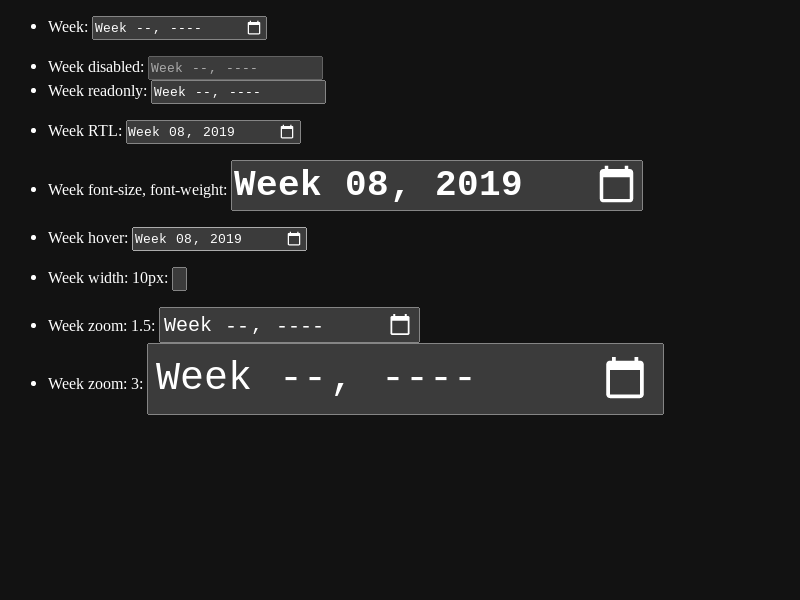 Week: Week --, ----
Week disabled: Week --, ----
Week readonly: Week --, ----
Week RTL: Week 08, 2019
Week font-size, font-weight: Week 08, 2019
Week hover: Week 08, 2019
Week width: 10px:
Week zoom: 1.5: Week --, ----
Week zoom: 3: Week --, ----